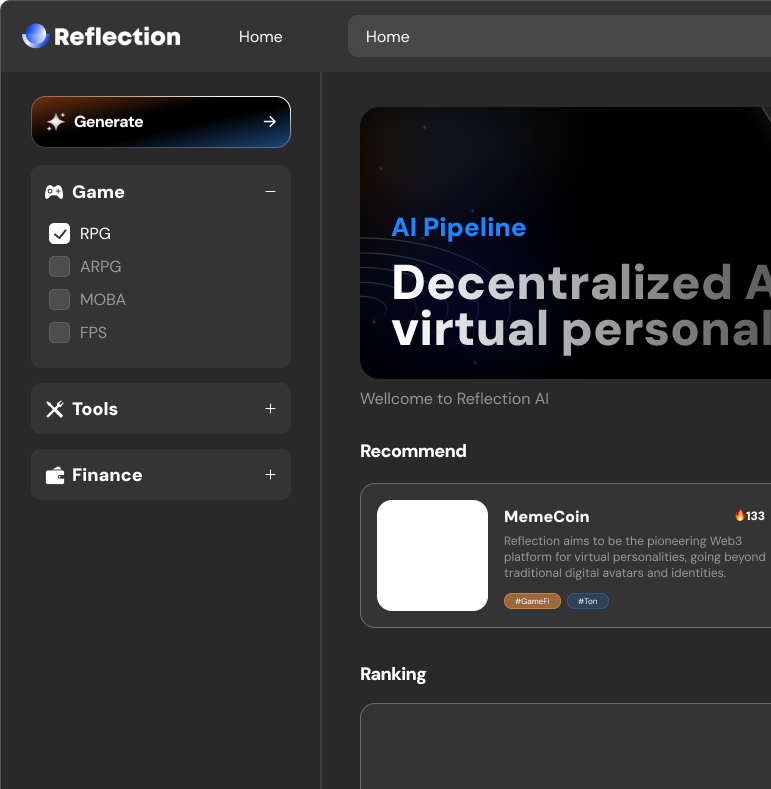 Reflection
Home
Home
Generate
Game
RPG
ARPG
MOBA
FPS
Tools
Finance
AI Pipeline
Decentralized A
virtual personal
Wellcome to Reflection AI
Recommend
MemeCoin
🔥133
Reflection aims to be the pioneering Web3
platform for virtual personalities, going beyond
traditional digital avatars and identities.
#GameFi
#Ton
Ranking